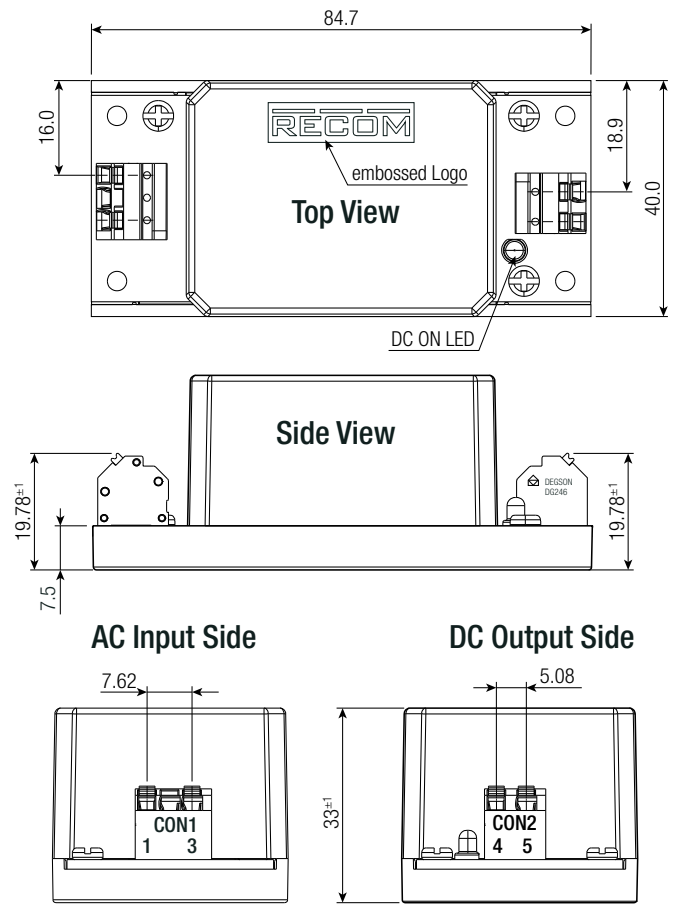 84.7
16.0
RECOM
embossed Logo
Top View
18.9
40.0
DC ON LED
Side View
DEGSON
DG246
19.78±1
7.5
19.78±1
AC Input Side
DC Output Side
7.62
5.08
33±1
CON1
1 3
CON2
4 5